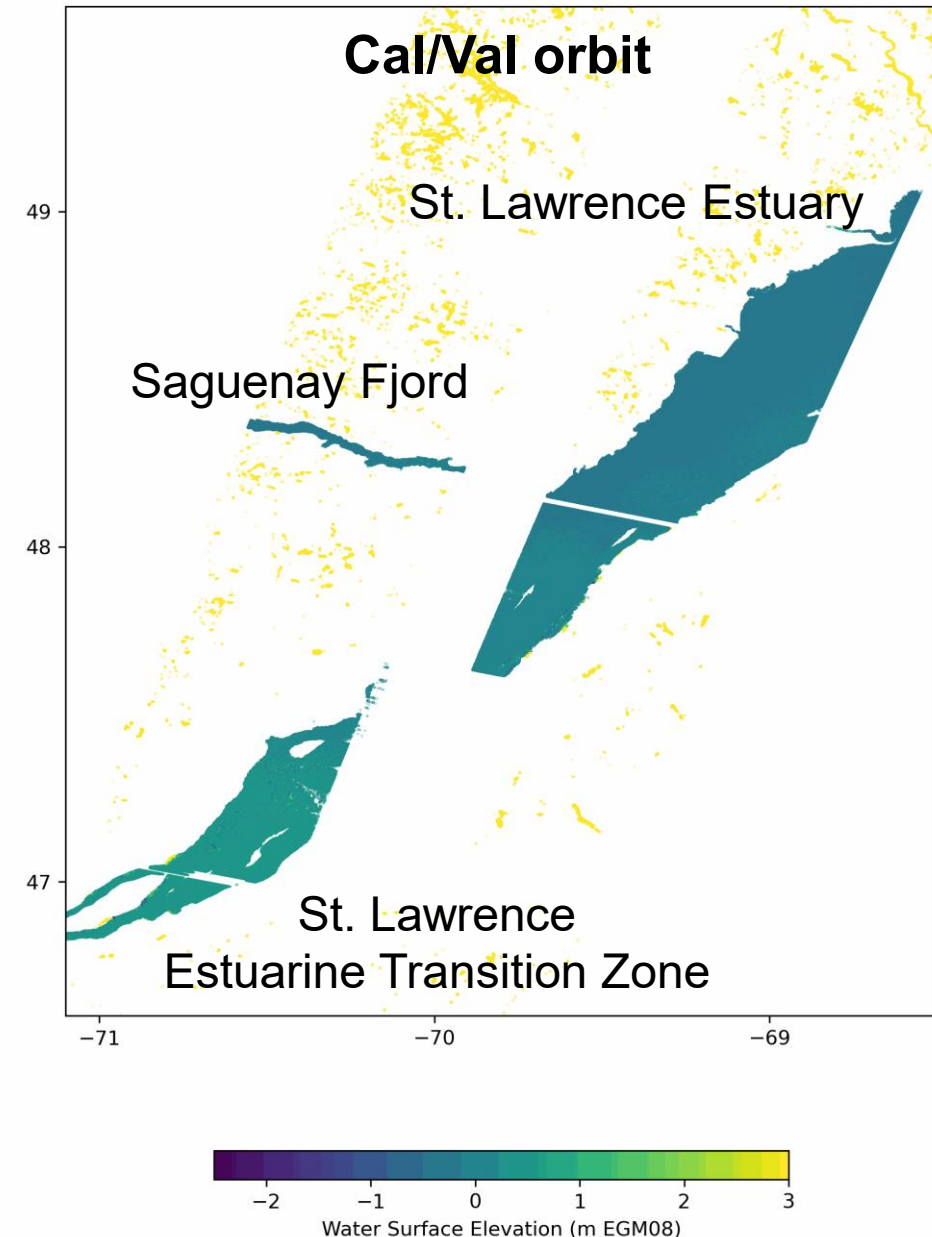 Cal/Val orbit
St. Lawrence Estuary
49
Saguenay Fjord
48
47
St. Lawrence
Estuarine Transition Zone
−71 −70 −69
−2 −1 0 1 2 3
Water Surface Elevation (m EGM08)